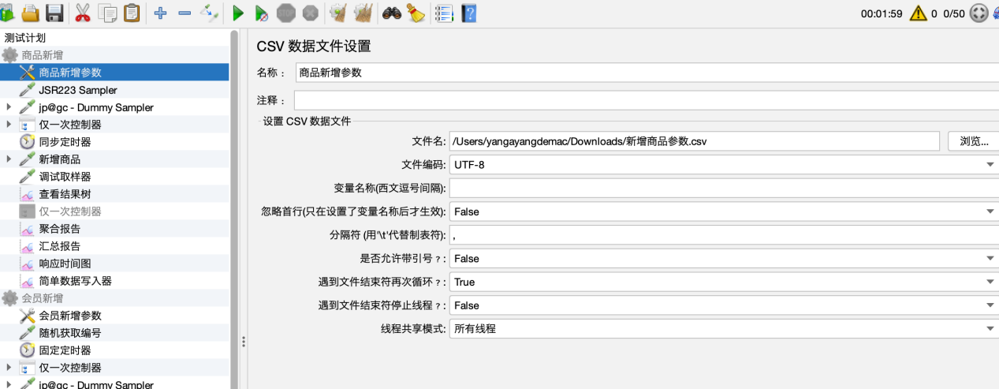 00:01:59 0 0/50
测试计划
商品新增
商品新增参数
JSR223 Sampler
jp@gc - Dummy Sampler
仅一次控制器
同步定时器
新增商品
调试取样器
查看结果树
仅一次控制器
聚合报告
汇总报告
响应时间图
简单数据写入器
会员新增
会员新增参数
随机获取编号
固定定时器
仅一次控制器
jp@gc - Dummy Sampler
CSV 数据文件设置
名称： 商品新增参数
注释：
设置 CSV 数据文件
文件名: /Users/yangayangdemac/Downloads/新增商品参数.csv 浏览...
文件编码: UTF-8
变量名称(西文逗号间隔):
忽略首行(只在设置了变量名称后才生效): False
分隔符 (用'\t'代替制表符): ,
是否允许带引号？: False
遇到文件结束符再次循环？: True
遇到文件结束符停止线程？: False
线程共享模式: 所有线程